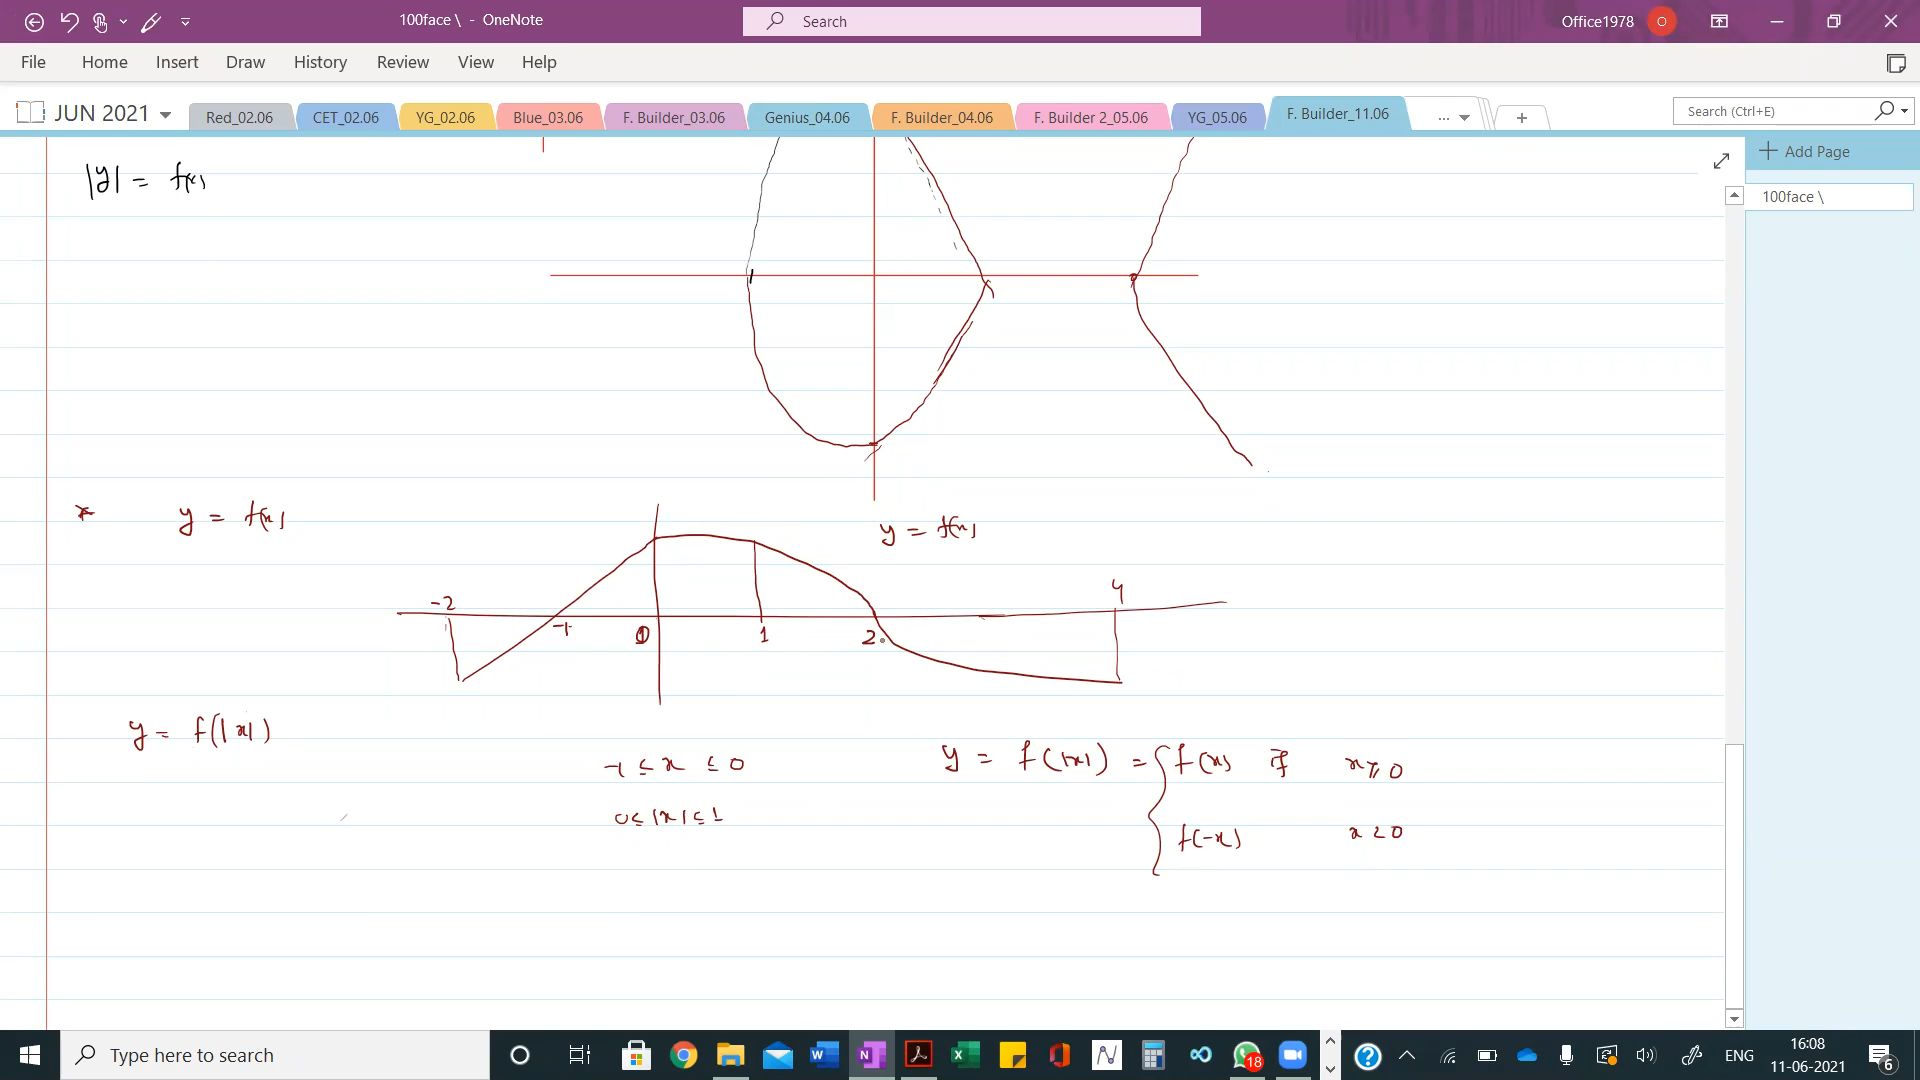 100face \ - OneNote
Search
Office1978
O
File Home Insert Draw History Review View Help
JUN 2021
Red_02.06 CET_02.06 YG_02.06 Blue_03.06 F. Builder_03.06 Genius_04.06 F. Builder_04.06 F. Builder 2_05.06 YG_05.06 F. Builder_11.06 ... +
Search (Ctrl+E)
Add Page
100face \
|y| = f(x)
* y = f(x)
y = f(x)
-2
4
-1 0 1 2
y = f(|x|)
-1 ≤ x ≤ 0
0 ≤ |x| ≤ 1
y = f(|x|) = { f(x) if x ≥ 0
f(-x) x < 0
Type here to search
18
ENG
16:08
11-06-2021
6